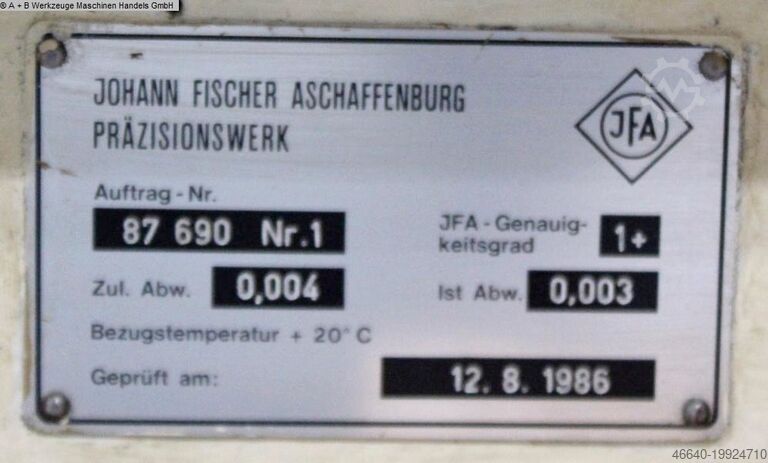 © A + B Werkzeuge Maschinen Handels GmbH
JOHANN FISCHER ASCHAFFENBURG
PRÄZISIONSWERK
JFA
Auftrag - Nr.
87 690 Nr.1
JFA - Genauig-
keitsgrad 1+
Zul. Abw. 0,004
Ist Abw. 0,003
Bezugstemperatur + 20°C
Geprüft am: 12. 8. 1986
46640-19924710